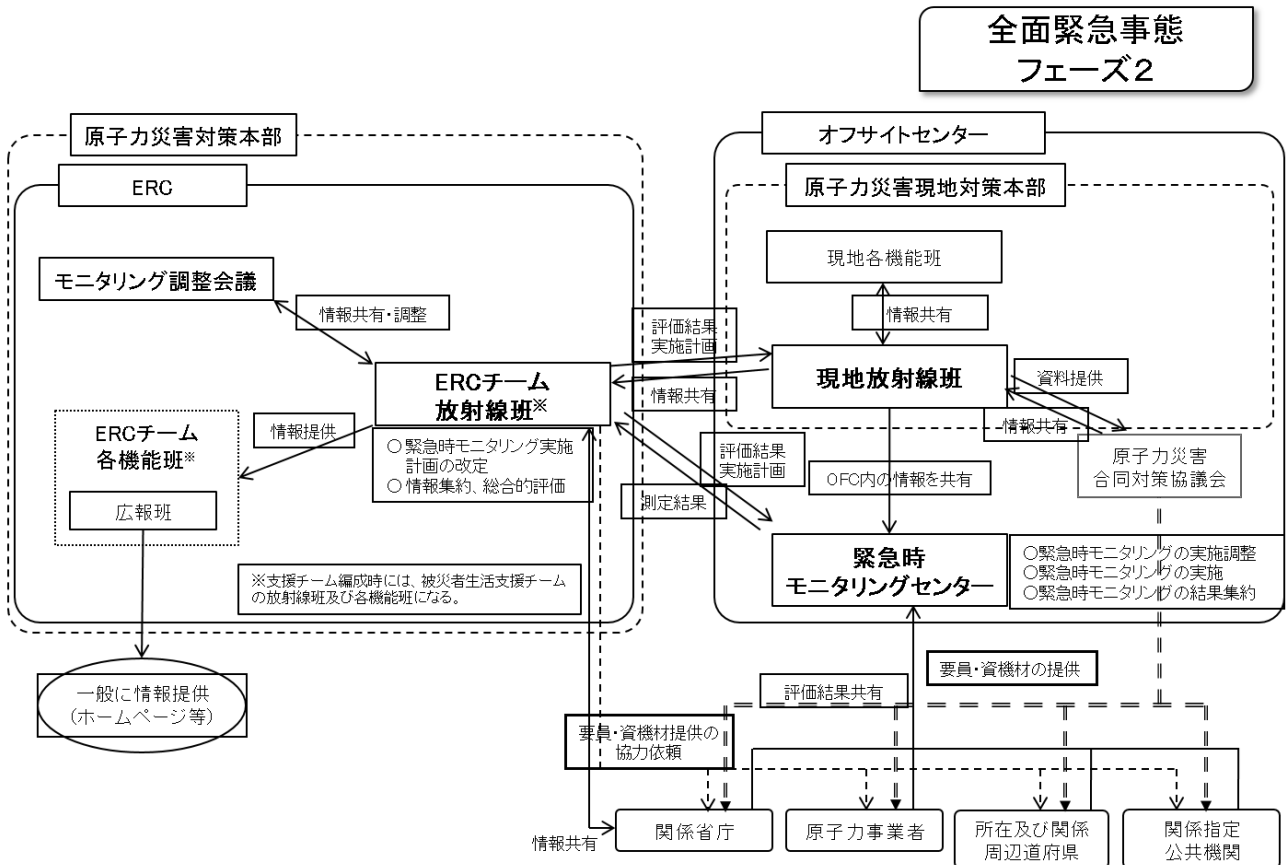 全面緊急事態
フェーズ2
原子力災害対策本部
ERC
モニタリング調整会議
情報共有・調整
ERCチーム
放射線班※
○緊急時モニタリング実施
計画の改定
○情報集約、総合的評価
情報提供
ERCチーム
各機能班※
広報班
※支援チーム編成時には、被災者生活支援チーム
の放射線班及び各機能班になる。
一般に情報提供
(ホームページ等)
評価結果
実施計画
情報共有
評価結果
実施計画
測定結果
オフサイトセンター
原子力災害現地対策本部
現地各機能班
情報共有
現地放射線班
資料提供
情報共有
原子力災害
合同対策協議会
OFC内の情報を共有
緊急時
モニタリングセンター
○緊急時モニタリングの実施調整
○緊急時モニタリングの実施
○緊急時モニタリングの結果集約
要員・資機材の提供
評価結果共有
要員・資機材提供の
協力依頼
情報共有
関係省庁
原子力事業者
所在及び関係
周辺道府県
関係指定
公共機関